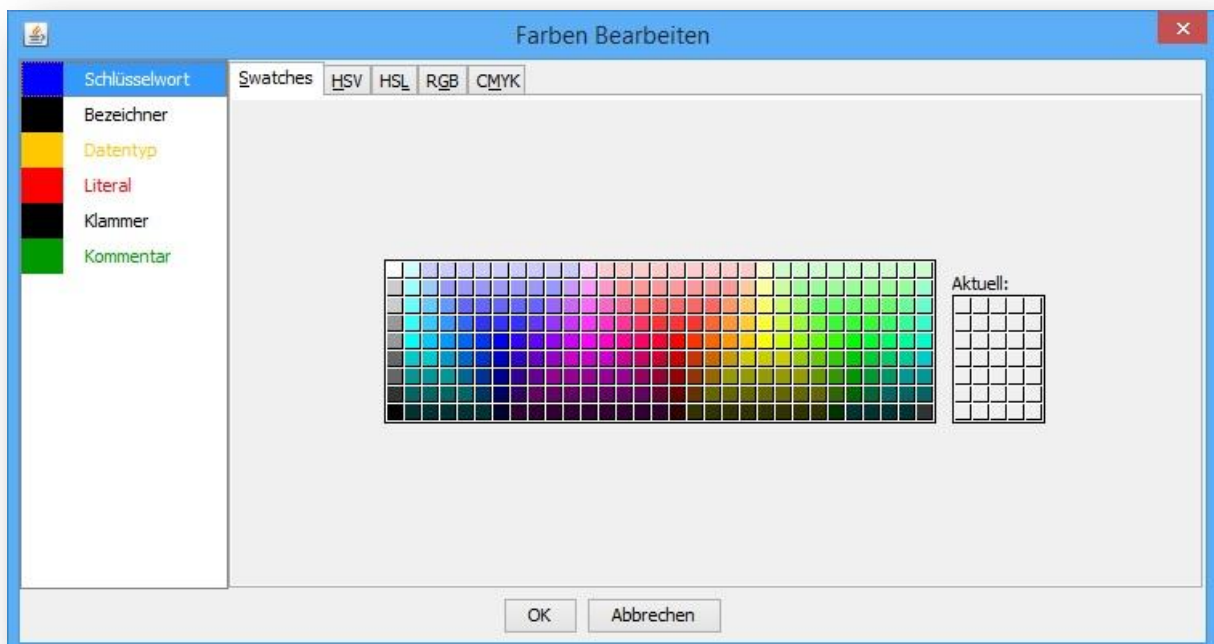 Farben Bearbeiten
Schlüsselwort
Bezeichner
Datentyp
Literal
Klammer
Kommentar
Swatches HSV HSL RGB CMYK
Aktuell:
OK Abbrechen